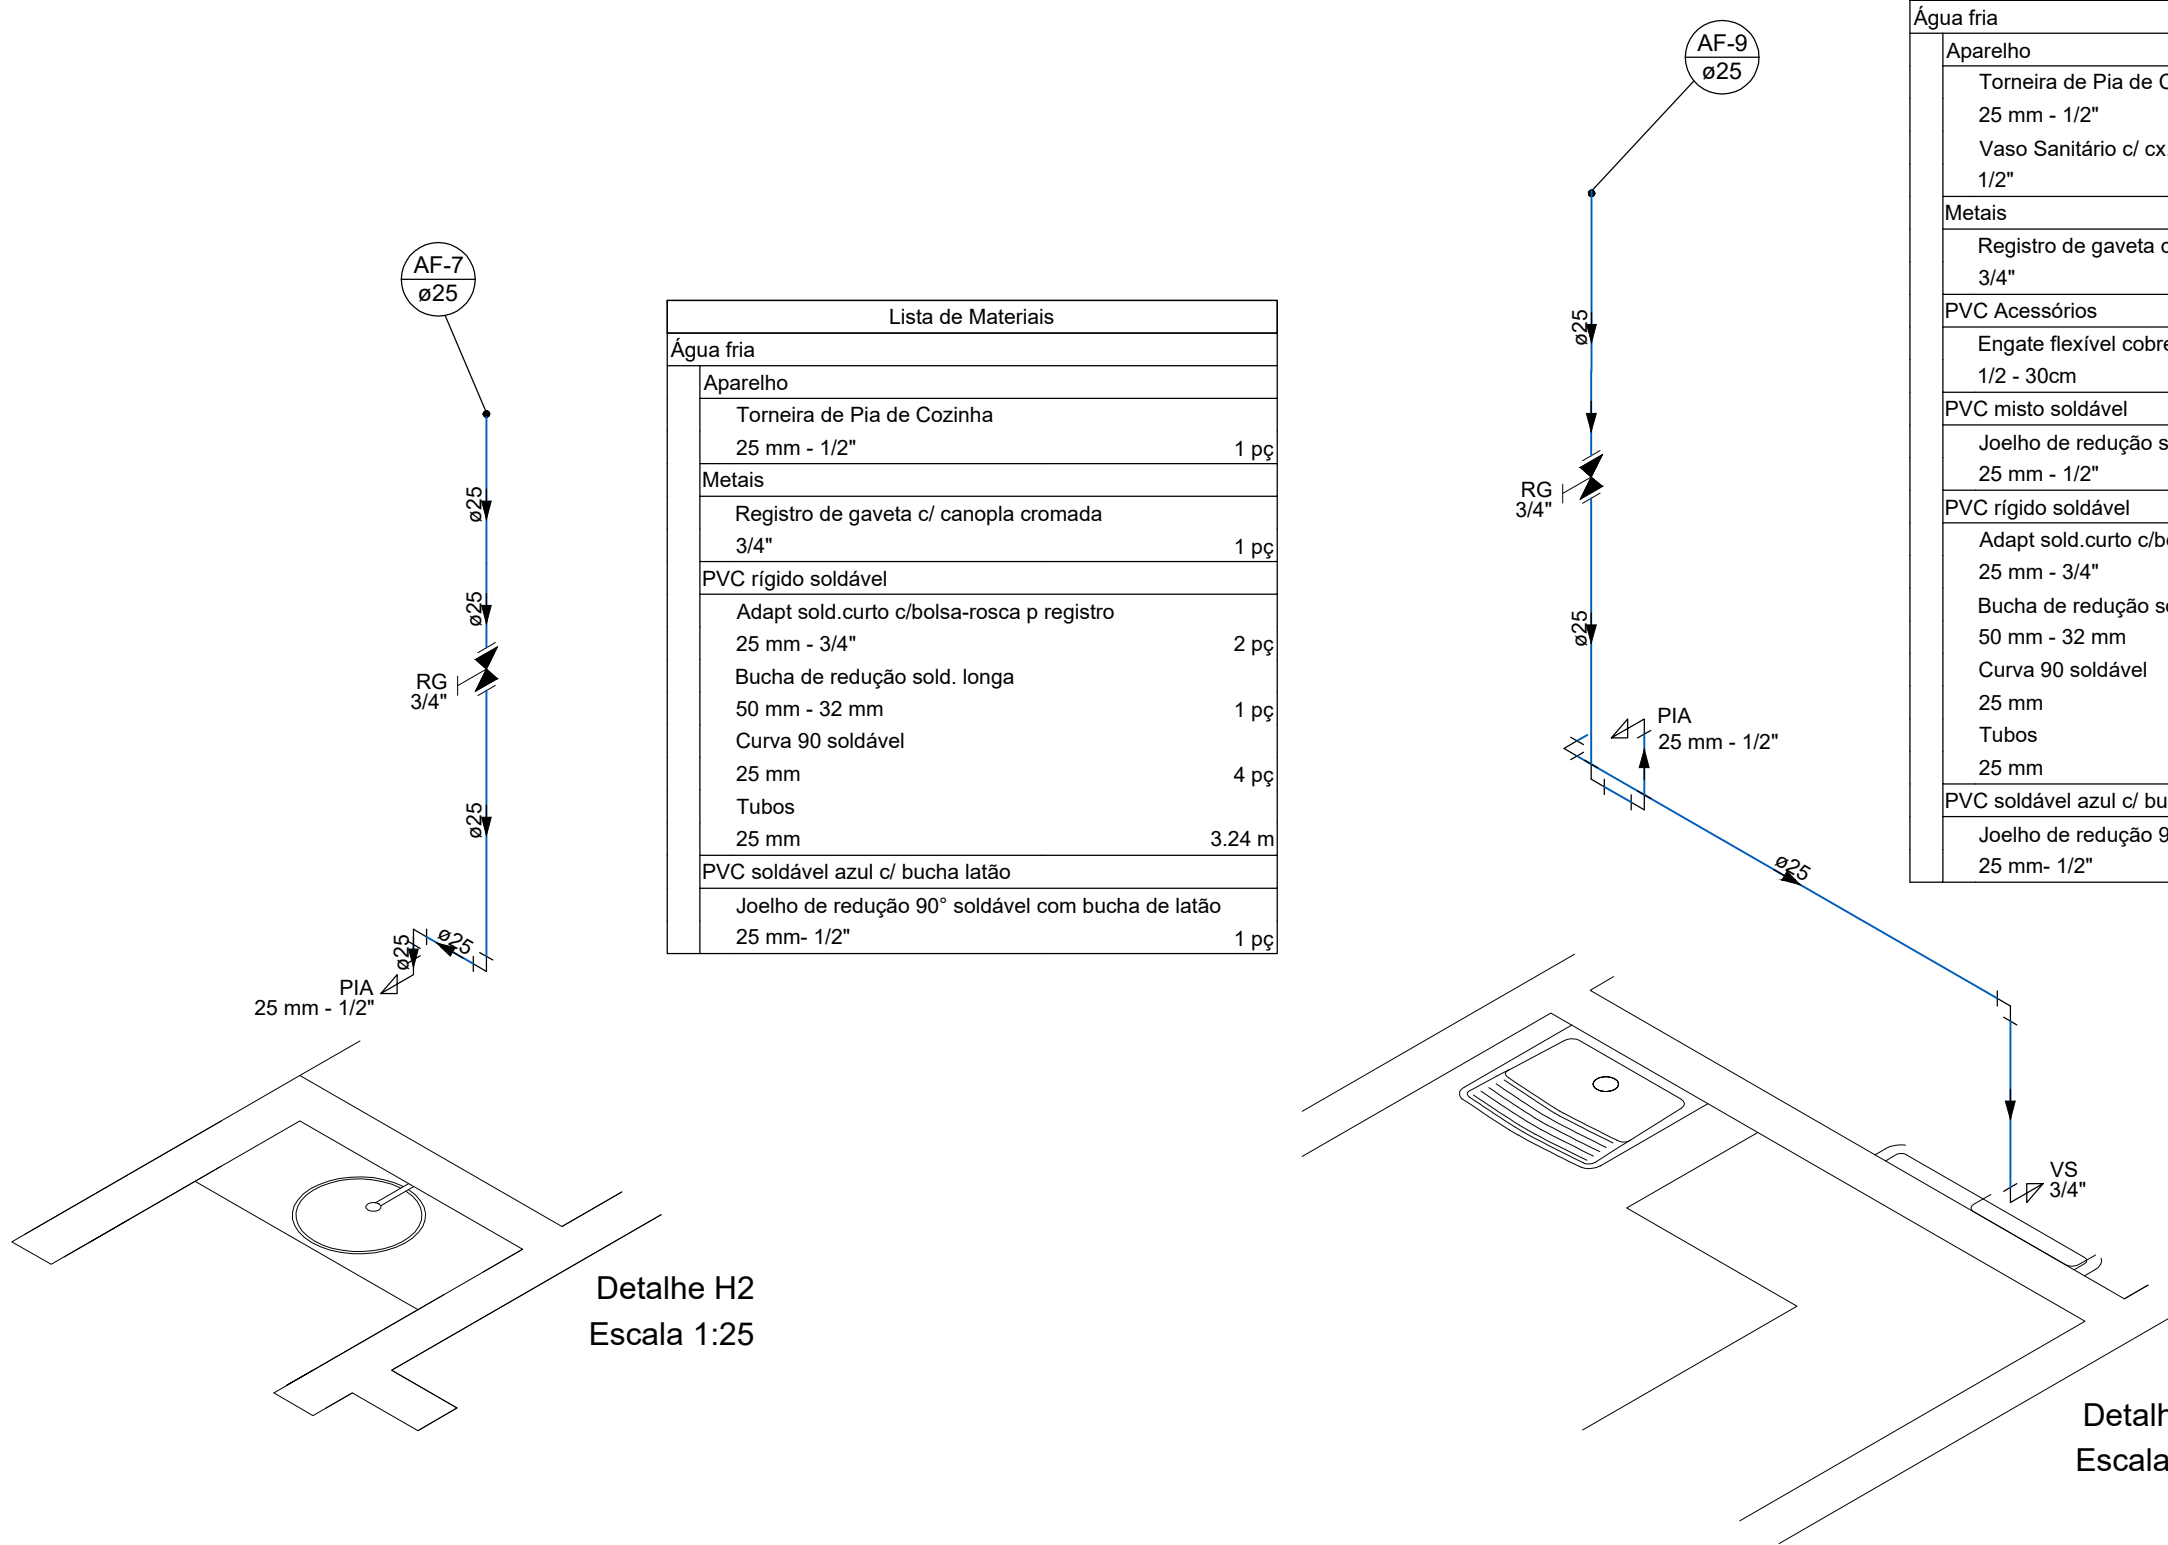 AF-7
ø25
ø25
ø25
RG
3/4"
ø25
ø25
ø25
PIA
25 mm - 1/2"
Detalhe H2
Escala 1:25
Lista de Materiais
Água fria
Aparelho
Torneira de Pia de Cozinha
25 mm - 1/2" 1 pç
Metais
Registro de gaveta c/ canopla cromada
3/4" 1 pç
PVC rígido soldável
Adapt sold.curto c/bolsa-rosca p registro
25 mm - 3/4" 2 pç
Bucha de redução sold. longa
50 mm - 32 mm 1 pç
Curva 90 soldável
25 mm 4 pç
Tubos
25 mm 3.24 m
PVC soldável azul c/ bucha latão
Joelho de redução 90° soldável com bucha de latão
25 mm- 1/2" 1 pç
AF-9
ø25
ø25
RG
3/4"
ø25
PIA
25 mm - 1/2"
ø25
VS
3/4"
Água fria
Aparelho
Torneira de Pia de
25 mm - 1/2"
Vaso Sanitário c/ cx
1/2"
Metais
Registro de gaveta
3/4"
PVC Acessórios
Engate flexível
1/2 - 30cm
PVC misto soldável
Joelho de redução
25 mm - 1/2"
PVC rígido soldável
Adapt sold.curto
25 mm - 3/4"
Bucha de redução
50 mm - 32 mm
Curva 90 soldável
25 mm
Tubos
25 mm
PVC soldável azul c/
Joelho de redução
25 mm- 1/2"
Escala